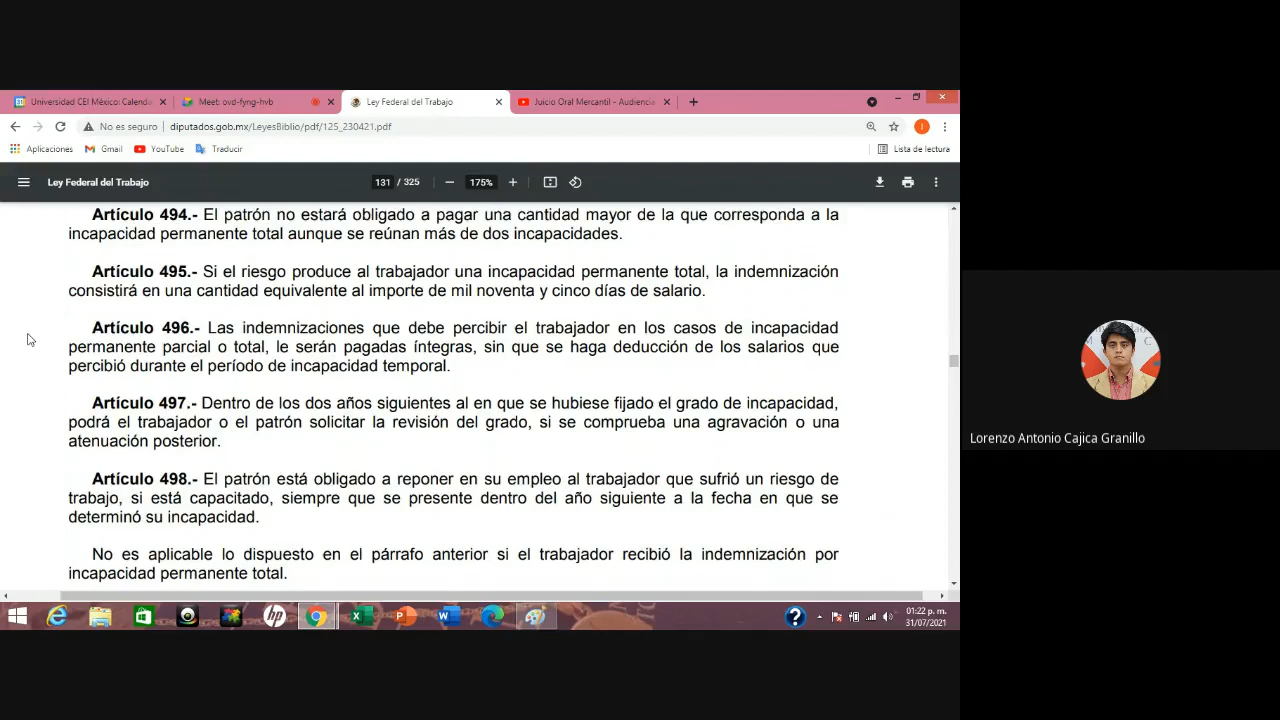 Universidad CEI México: Calenda
Meet: ovd-fyng-hvb
Ley Federal del Trabajo
Juicio Oral Mercantil - Audiencia
No es seguro | diputados.gob.mx/LeyesBiblio/pdf/125_230421.pdf
Aplicaciones Gmail YouTube Traducir Lista de lectura
Ley Federal del Trabajo 131 / 325 175%
Artículo 494.- El patrón no estará obligado a pagar una cantidad mayor de la que corresponda a la
incapacidad permanente total aunque se reúnan más de dos incapacidades.
Artículo 495.- Si el riesgo produce al trabajador una incapacidad permanente total, la indemnización
consistirá en una cantidad equivalente al importe de mil noventa y cinco días de salario.
Artículo 496.- Las indemnizaciones que debe percibir el trabajador en los casos de incapacidad
permanente parcial o total, le serán pagadas íntegras, sin que se haga deducción de los salarios que
percibió durante el período de incapacidad temporal.
Artículo 497.- Dentro de los dos años siguientes al en que se hubiese fijado el grado de incapacidad,
podrá el trabajador o el patrón solicitar la revisión del grado, si se comprueba una agravación o una
atenuación posterior.
Artículo 498.- El patrón está obligado a reponer en su empleo al trabajador que sufrió un riesgo de
trabajo, si está capacitado, siempre que se presente dentro del año siguiente a la fecha en que se
determinó su incapacidad.
No es aplicable lo dispuesto en el párrafo anterior si el trabajador recibió la indemnización por
incapacidad permanente total.
01:22 p. m.
31/07/2021
Lorenzo Antonio Cajica Granillo